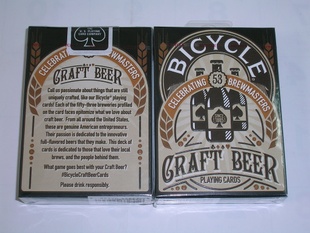 CELEBRATING BREWMASTERS
CRAFT BEER
Call us passionate about things that are still
uniquely crafted, like our Bicycle® playing
cards! Each of the fifty-three breweries profiled
on the card faces epitomize what we love about
craft beer. From all around the United States,
these are genuine American entrepreneurs.
Their passion is dedicated to the innovative
full-flavored beers that they make. This deck of
cards is dedicated to those that love their local
brews, and the people behind them.
What game goes best with your Craft Beer?
#BicycleCraftBeerCards
Please drink responsibly.
BICYCLE
CELEBRATING 53 BREWMASTERS
CRAFT BEER
PLAYING CARDS